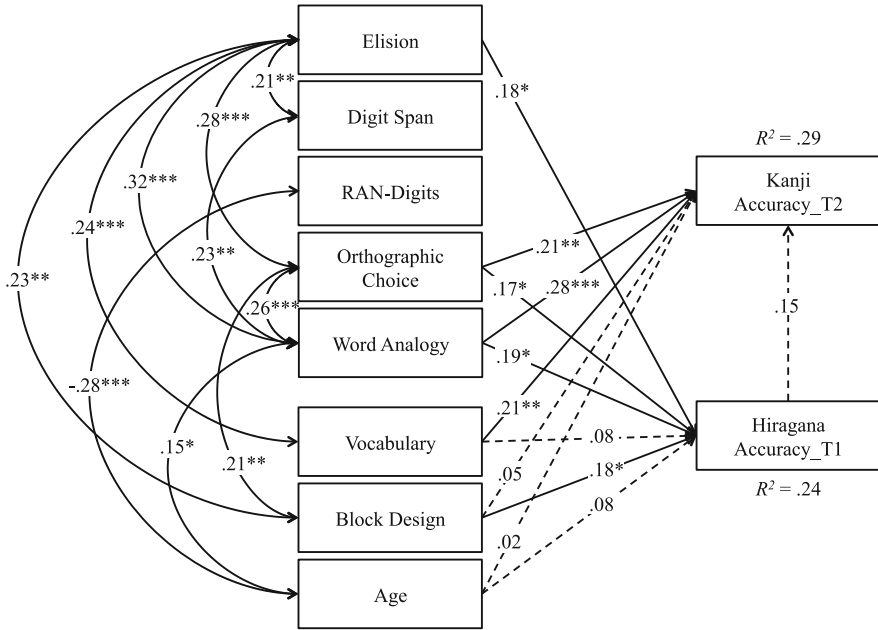 Elision
.21**
.18*
Digit Span
.28***
R² = .29
Kanji
Accuracy_T2
.32***
RAN-Digits
.24***
.23**
.23**
Orthographic
Choice
.21**
.17*
.28***
.26***
.15
Word Analogy
.19*
-.28***
.21**
Vocabulary
.08
Hiragana
Accuracy_T1
.15*
.21**
.05
.18*
R² = .24
Block Design
.08
.02
Age